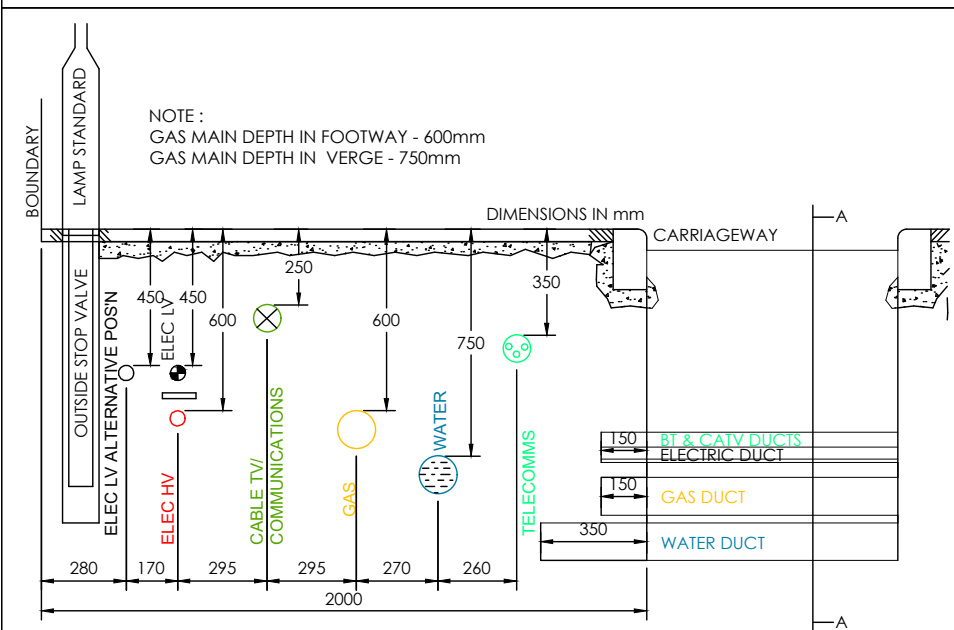 NOTE :
GAS MAIN DEPTH IN FOOTWAY - 600mm
GAS MAIN DEPTH IN  VERGE - 750mm
BOUNDARY
LAMP STANDARD
OUTSIDE STOP VALVE
DIMENSIONS IN mm
CARRIAGEWAY
A
450
450
600
250
600
750
350
ELEC LV ALTERNATIVE POS'N
ELEC LV
ELEC HV
CABLE TV/
COMMUNICATIONS
GAS
WATER
TELECOMMS
150
BT & CATV DUCTS
ELECTRIC DUCT
150
GAS DUCT
350
WATER DUCT
280
170
295
295
270
260
2000
A